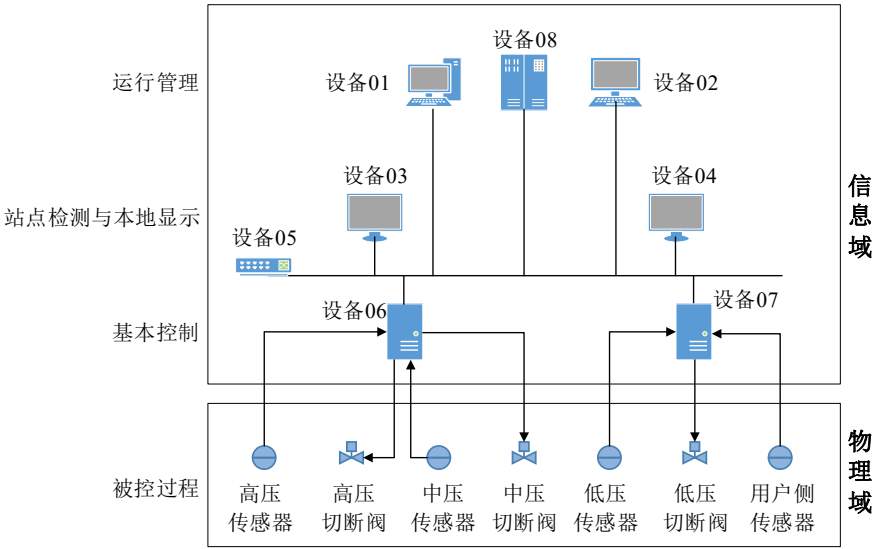 设备08
运行管理
设备01
设备02
设备03
设备04
站点检测与本地显示
设备05
信息域
设备06
设备07
基本控制
物理域
被控过程
高压
传感器
高压
切断阀
中压
传感器
中压
切断阀
低压
传感器
低压
切断阀
用户侧
传感器